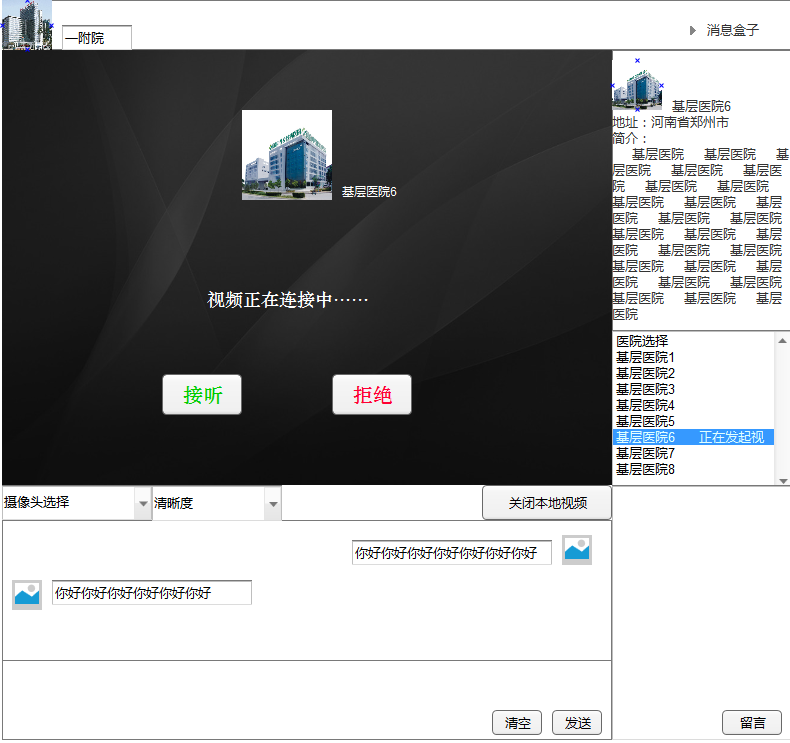 一附院
消息盒子
基层医院6
视频正在连接中……
接听
拒绝
基层医院6
地址：河南省郑州市
简介：
基层医院 基层医院 基
层医院 基层医院 基层医
院 基层医院 基层医院
基层医院 基层医院 基层
医院 基层医院 基层医院
基层医院 基层医院 基层
医院 基层医院 基层医院
基层医院 基层医院 基层
医院 基层医院 基层医院
基层医院 基层医院 基层
医院
医院选择
基层医院1
基层医院2
基层医院3
基层医院4
基层医院5
基层医院6 正在发起视
基层医院7
基层医院8
摄像头选择
清晰度
关闭本地视频
你好你好你好你好你好你好你好
你好你好你好你好你好你好
清空
发送
留言